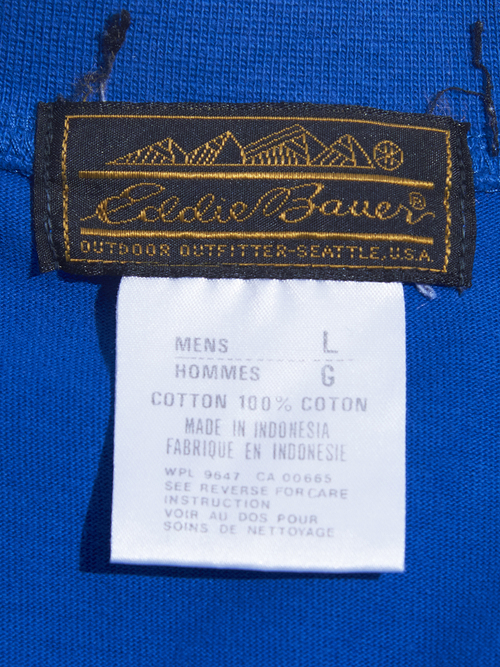 Eddie Bauer®
OUTDOOR OUTFITTER-SEATTLE, U.S.A.
MENS L
HOMMES G
COTTON 100% COTON
MADE IN INDONESIA
FABRIQUE EN INDONESIE
WPL 9647 CA 00665
SEE REVERSE FOR CARE
INSTRUCTION
VOIR AU DOS POUR
SOINS DE NETTOYAGE